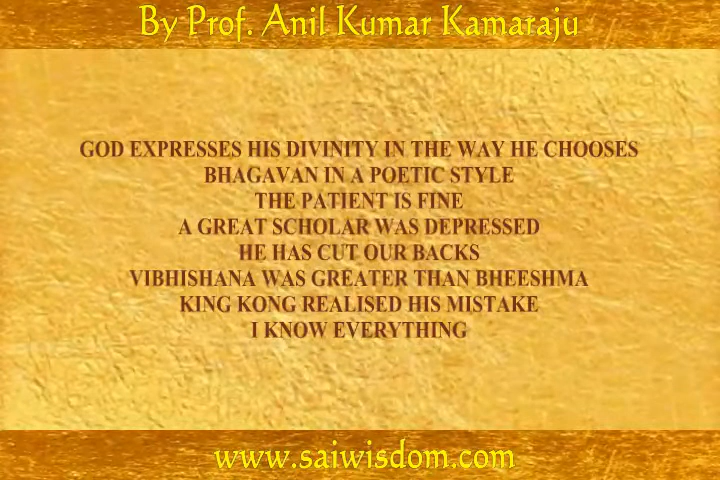 By Prof. Anil Kumar Kamaraju
GOD EXPRESSES HIS DIVINITY IN THE WAY HE CHOOSES
BHAGAVAN IN A POETIC STYLE
THE PATIENT IS FINE
A GREAT SCHOLAR WAS DEPRESSED
HE HAS CUT OUR BACKS
VIBHISHANA WAS GREATER THAN BHEESHMA
KING KONG REALISED HIS MISTAKE
I KNOW EVERYTHING
www.saiwisdom.com